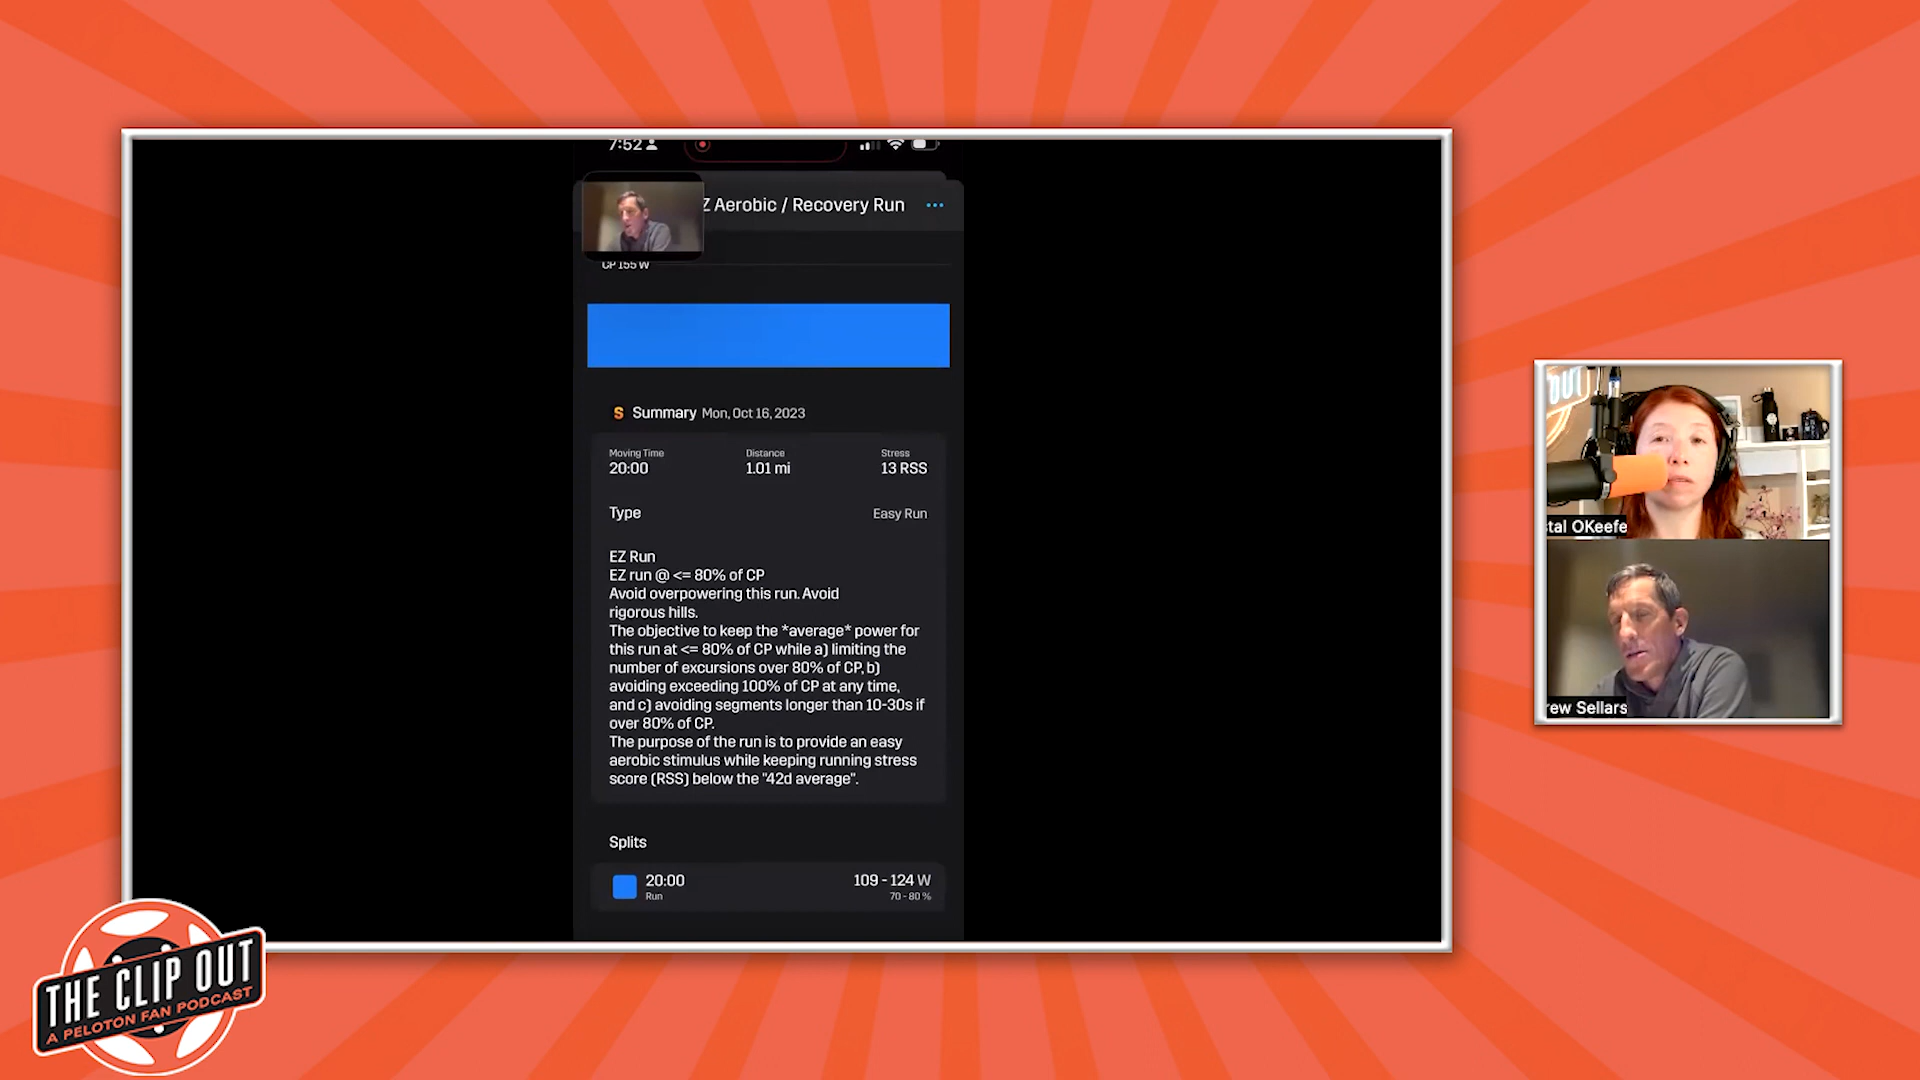 7:52
Z Aerobic / Recovery Run
CP 155 W
S Summary Mon, Oct 16, 2023
Moving Time
20:00
Distance
1.01 mi
Stress
13 RSS
Type
Easy Run
EZ Run
EZ run @ <= 80% of CP
Avoid overpowering this run. Avoid
rigorous hills.
The objective to keep the *average* power for
this run at <= 80% of CP while a) limiting the
number of excursions over 80% of CP, b)
avoiding exceeding 100% of CP at any time,
and c) avoiding segments longer than 10-30s if
over 80% of CP.
The purpose of the run is to provide an easy
aerobic stimulus while keeping running stress
score (RSS) below the "42d average".
Splits
20:00
Run
109 - 124 W
70 - 80 %
OUT
tal OKeefe
rew Sellars
THE CLIP OUT
A PELOTON FAN PODCAST